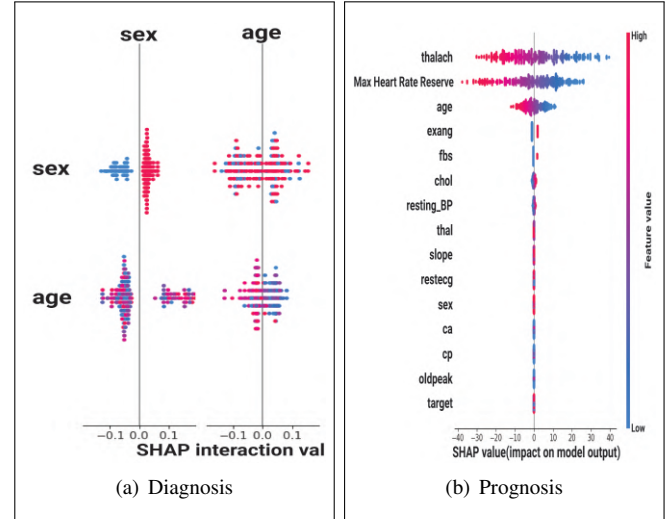 sex age
sex
age
−0.1 0.0 0.1 −0.1 0.0 0.1
SHAP interaction val
(a) Diagnosis
High
thalach
Max Heart Rate Reserve
age
exang
fbs
chol
resting_BP
thal
slope
restecg
sex
ca
cp
oldpeak
target
Feature value
Low
-40 -30 -20 -10 0 10 20 30 40
SHAP value(impact on model output)
(b) Prognosis